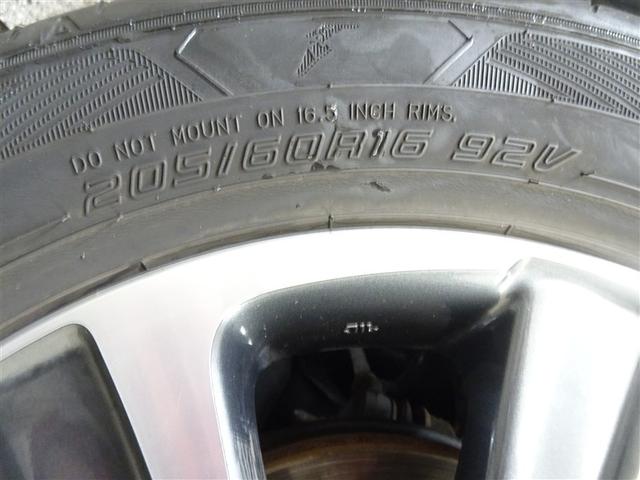 DO NOT MOUNT ON 16.5 INCH RIMS.
205/60R16 92V